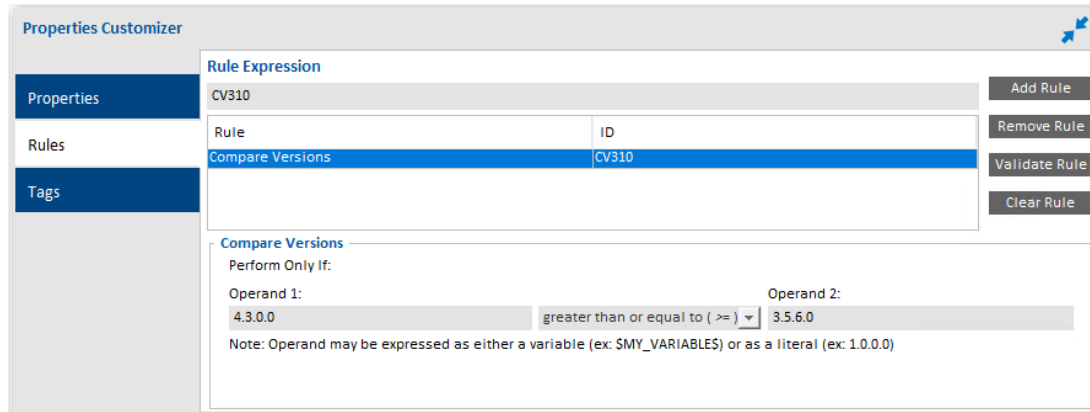 Properties Customizer
Rule Expression
Properties
CV310
Add Rule
Rules
Rule ID
Remove Rule
Compare Versions CV310
Validate Rule
Tags
Clear Rule
Compare Versions
Perform Only If:
Operand 1: Operand 2:
4.3.0.0 greater than or equal to ( >= ) 3.5.6.0
Note: Operand may be expressed as either a variable (ex: $MY_VARIABLE$) or as a literal (ex: 1.0.0.0)